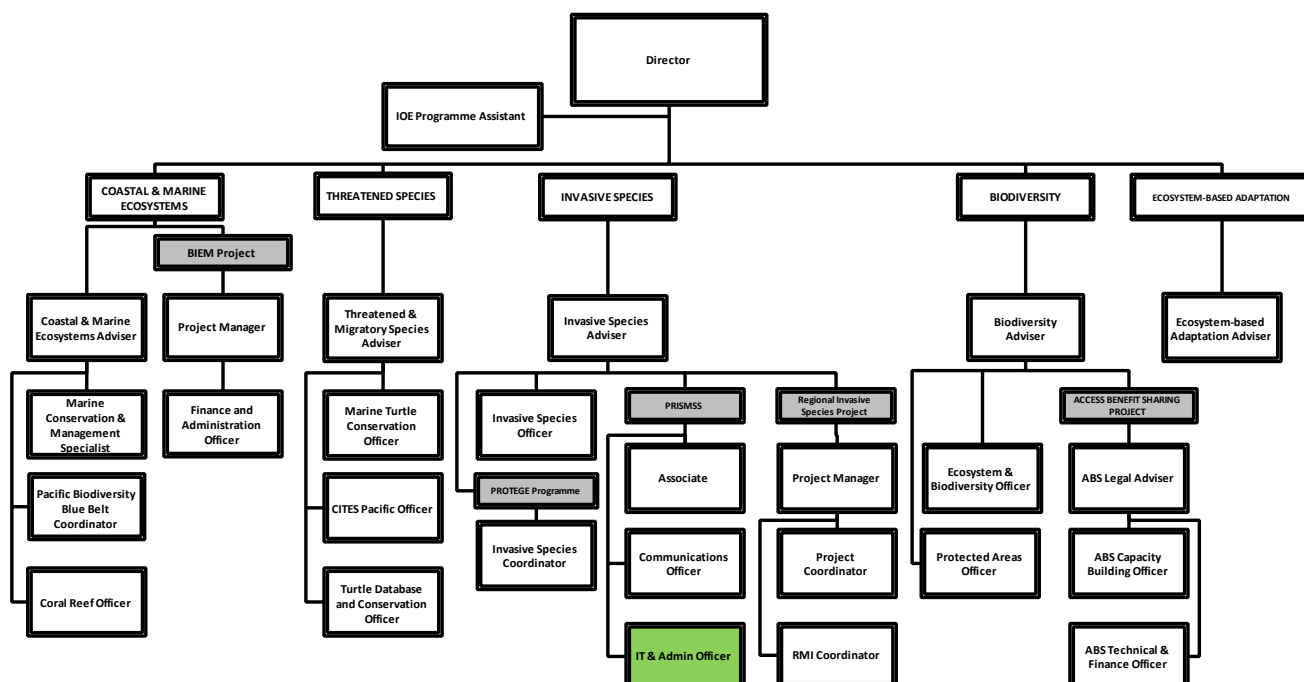 Director
IOE Programme Assistant
COASTAL & MARINE
ECOSYSTEMS
THREATENED SPECIES
INVASIVE SPECIES
BIODIVERSITY
ECOSYSTEM-BASED ADAPTATION
BIEM Project
Coastal & Marine
Ecosystems Adviser
Project Manager
Threatened &
Migratory Species
Adviser
Invasive Species
Adviser
Biodiversity
Adviser
Ecosystem-based
Adaptation Adviser
Marine
Conservation &
Management
Specialist
Finance and
Administration
Officer
Marine Turtle
Conservation
Officer
Invasive Species
Officer
PRISMSS
Regional Invasive
Species Project
ACCESS BENEFIT SHARING
PROJECT
Pacific Biodiversity
Blue Belt
Coordinator
CITES Pacific Officer
PROTEGE Programme
Associate
Project Manager
Ecosystem &
Biodiversity Officer
ABS Legal Adviser
Invasive Species
Coordinator
Communications
Officer
Project
Coordinator
Protected Areas
Officer
ABS Capacity
Building Officer
Coral Reef Officer
Turtle Database
and Conservation
Officer
IT & Admin Officer
RMI Coordinator
ABS Technical &
Finance Officer